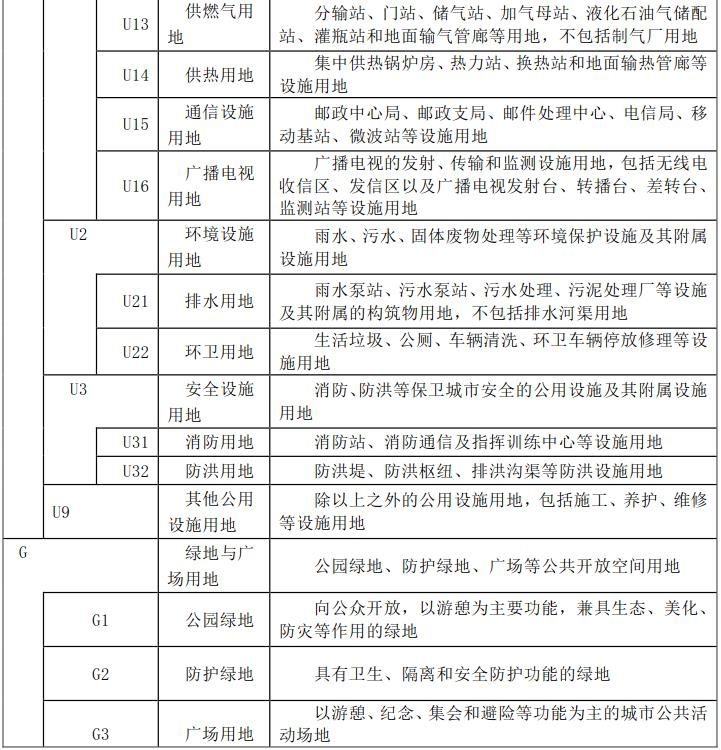 U13
供燃气用
地
分输站、门站、储气站、加气母站、液化石油气储配
站、灌瓶站和地面输气管廊等用地，不包括制气厂用地
U14
供热用地
集中供热锅炉房、热力站、换热站和地面输热管廊等
设施用地
U15
通信设施
用地
邮政中心局、邮政支局、邮件处理中心、电信局、移
动基站、微波站等设施用地
U16
广播电视
用地
广播电视的发射、传输和监测设施用地，包括无线电
收信区、发信区以及广播电视发射台、转播台、差转台、
监测站等设施用地
U2
环境设施
用地
雨水、污水、固体废物处理等环境保护设施及其附属
设施用地
U21
排水用地
雨水泵站、污水泵站、污水处理、污泥处理厂等设施
及其附属的构筑物用地，不包括排水河渠用地
U22
环卫用地
生活垃圾、公厕、车辆清洗、环卫车辆停放修理等设
施用地
U3
安全设施
用地
消防、防洪等保卫城市安全的公用设施及其附属设施
用地
U31
消防用地
消防站、消防通信及指挥训练中心等设施用地
U32
防洪用地
防洪堤、防洪枢纽、排洪沟渠等防洪设施用地
U9
其他公用
设施用地
除以上之外的公用设施用地，包括施工、养护、维修
等设施用地
G
绿地与广
场用地
公园绿地、防护绿地、广场等公共开放空间用地
G1
公园绿地
向公众开放，以游憩为主要功能，兼具生态、美化、
防灾等作用的绿地
G2
防护绿地
具有卫生、隔离和安全防护功能的绿地
G3
广场用地
以游憩、纪念、集会和避险等功能为主的城市公共活
动场地